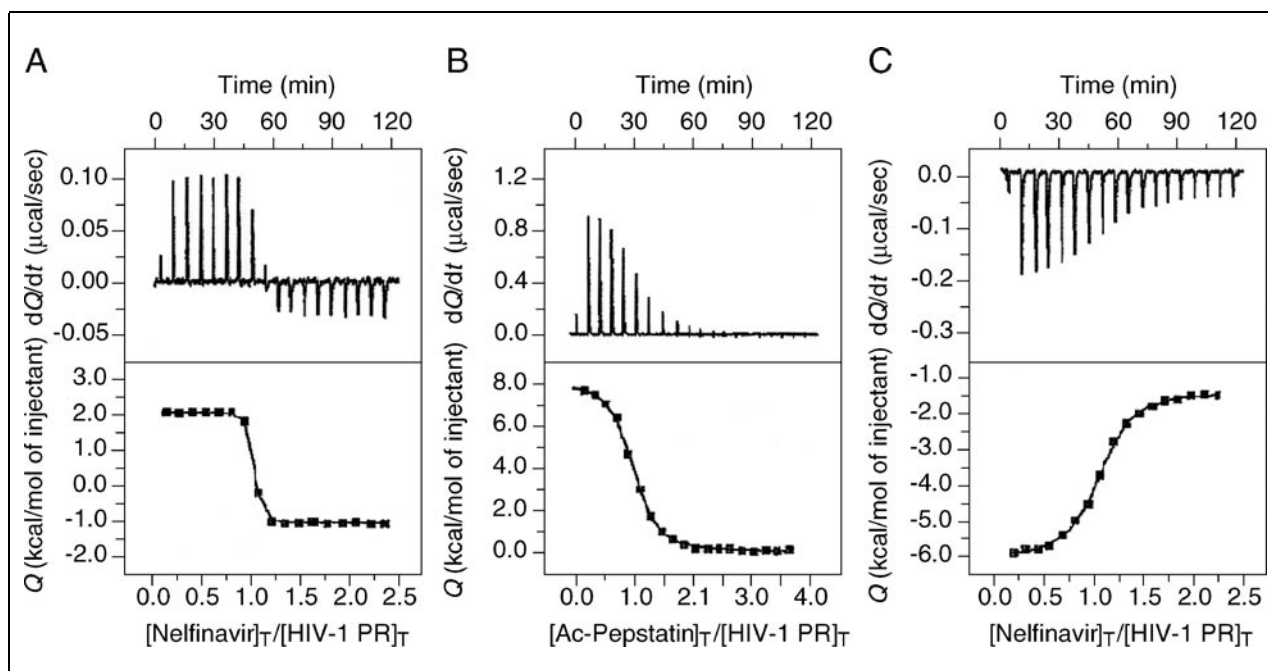 A
Time (min)
0 30 60 90 120
dQ/dt (μcal/sec)
0.10
0.05
0.00
-0.05
Q (kcal/mol of injectant)
3.0
2.0
1.0
0.0
-1.0
-2.0
0.0 0.5 1.0 1.5 2.0 2.5
[Nelfinavir]T/[HIV-1 PR]T
B
Time (min)
0 30 60 90 120
dQ/dt (μcal/sec)
1.2
0.8
0.4
0.0
Q (kcal/mol of injectant)
8.0
6.0
4.0
2.0
0.0
0.0 1.0 2.1 3.0 4.0
[Ac-Pepstatin]T/[HIV-1 PR]T
C
Time (min)
0 30 60 90 120
dQ/dt (μcal/sec)
0.0
-0.1
-0.2
-0.3
Q (kcal/mol of injectant)
-1.0
-2.0
-3.0
-4.0
-5.0
-6.0
0.0 0.5 1.0 1.5 2.0 2.5
[Nelfinavir]T/[HIV-1 PR]T